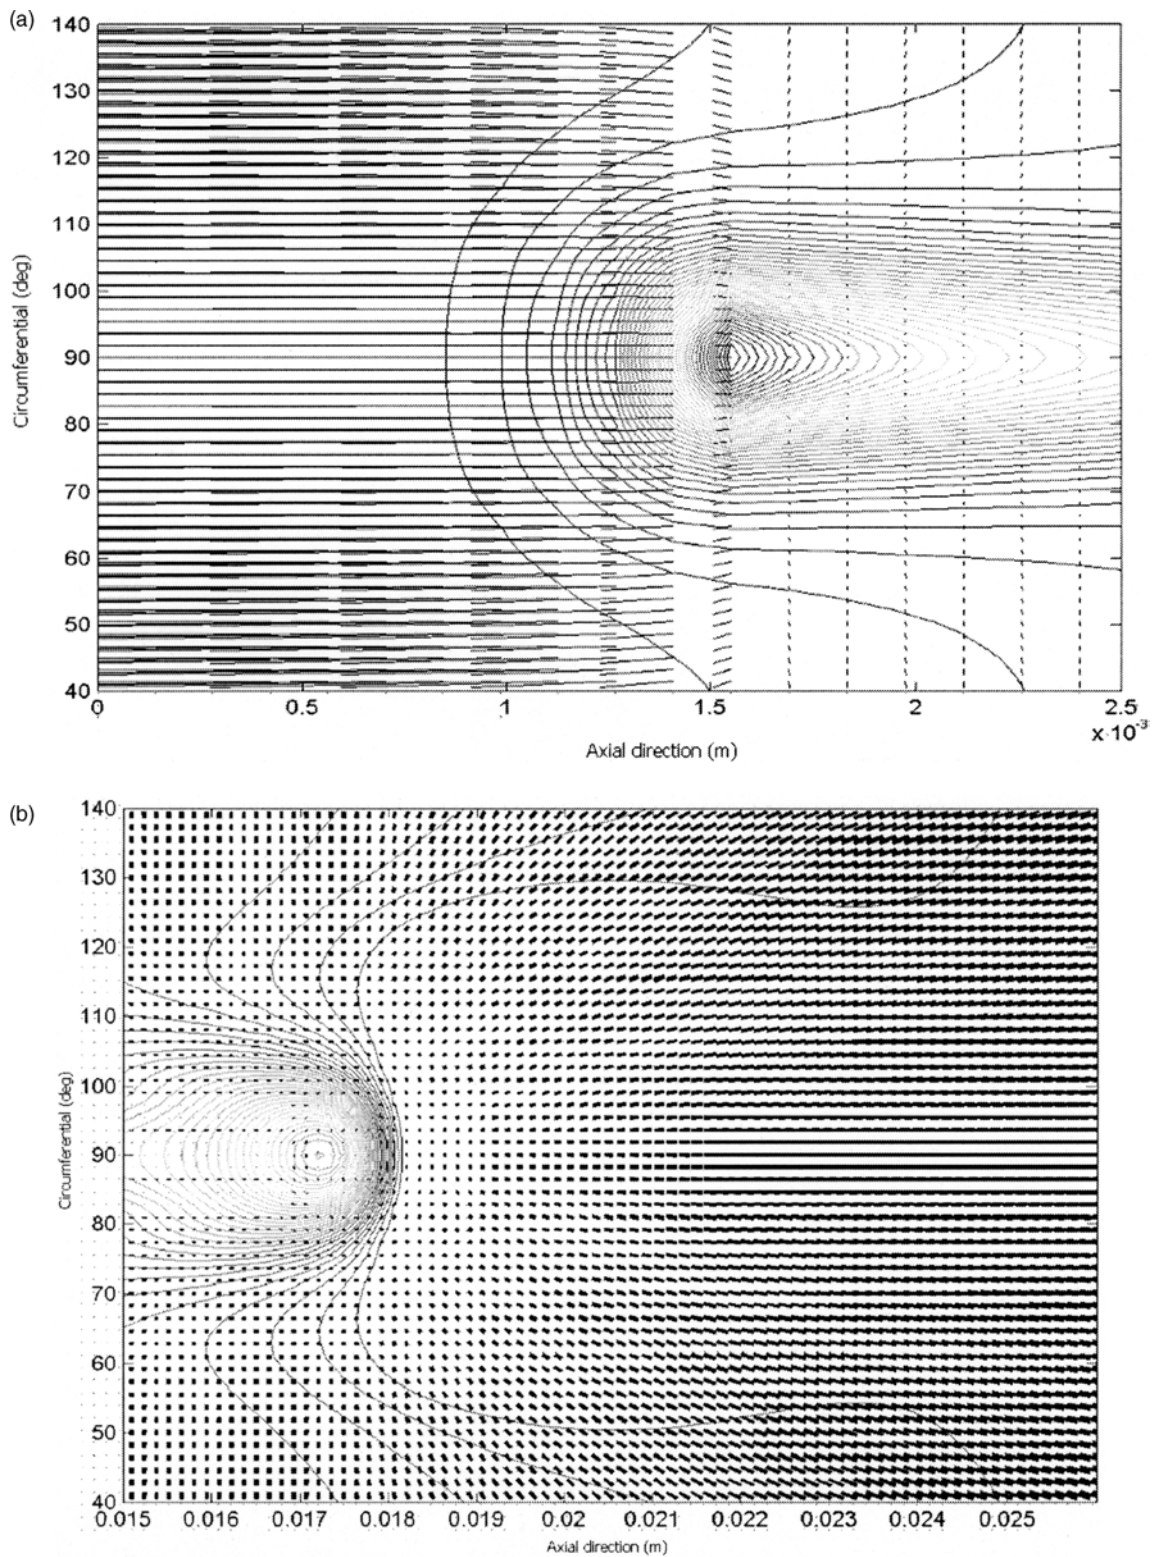 (a)
140
130
120
110
100
90
80
70
60
50
40
Circumferential (deg)
0 0.5 1 1.5 2 2.5
x 10⁻³
Axial direction (m)
(b)
140
130
120
110
100
90
80
70
60
50
40
Circumferential (deg)
0.015 0.016 0.017 0.018 0.019 0.02 0.021 0.022 0.023 0.024 0.025
Axial direction (m)